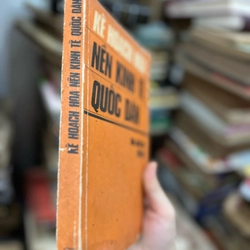 KẾ HOẠCH HÓA NỀN KINH TẾ QUỐC DÂN
KẾ HOẠCH HÓA
NỀN KINH TẾ
QUỐC DÂN